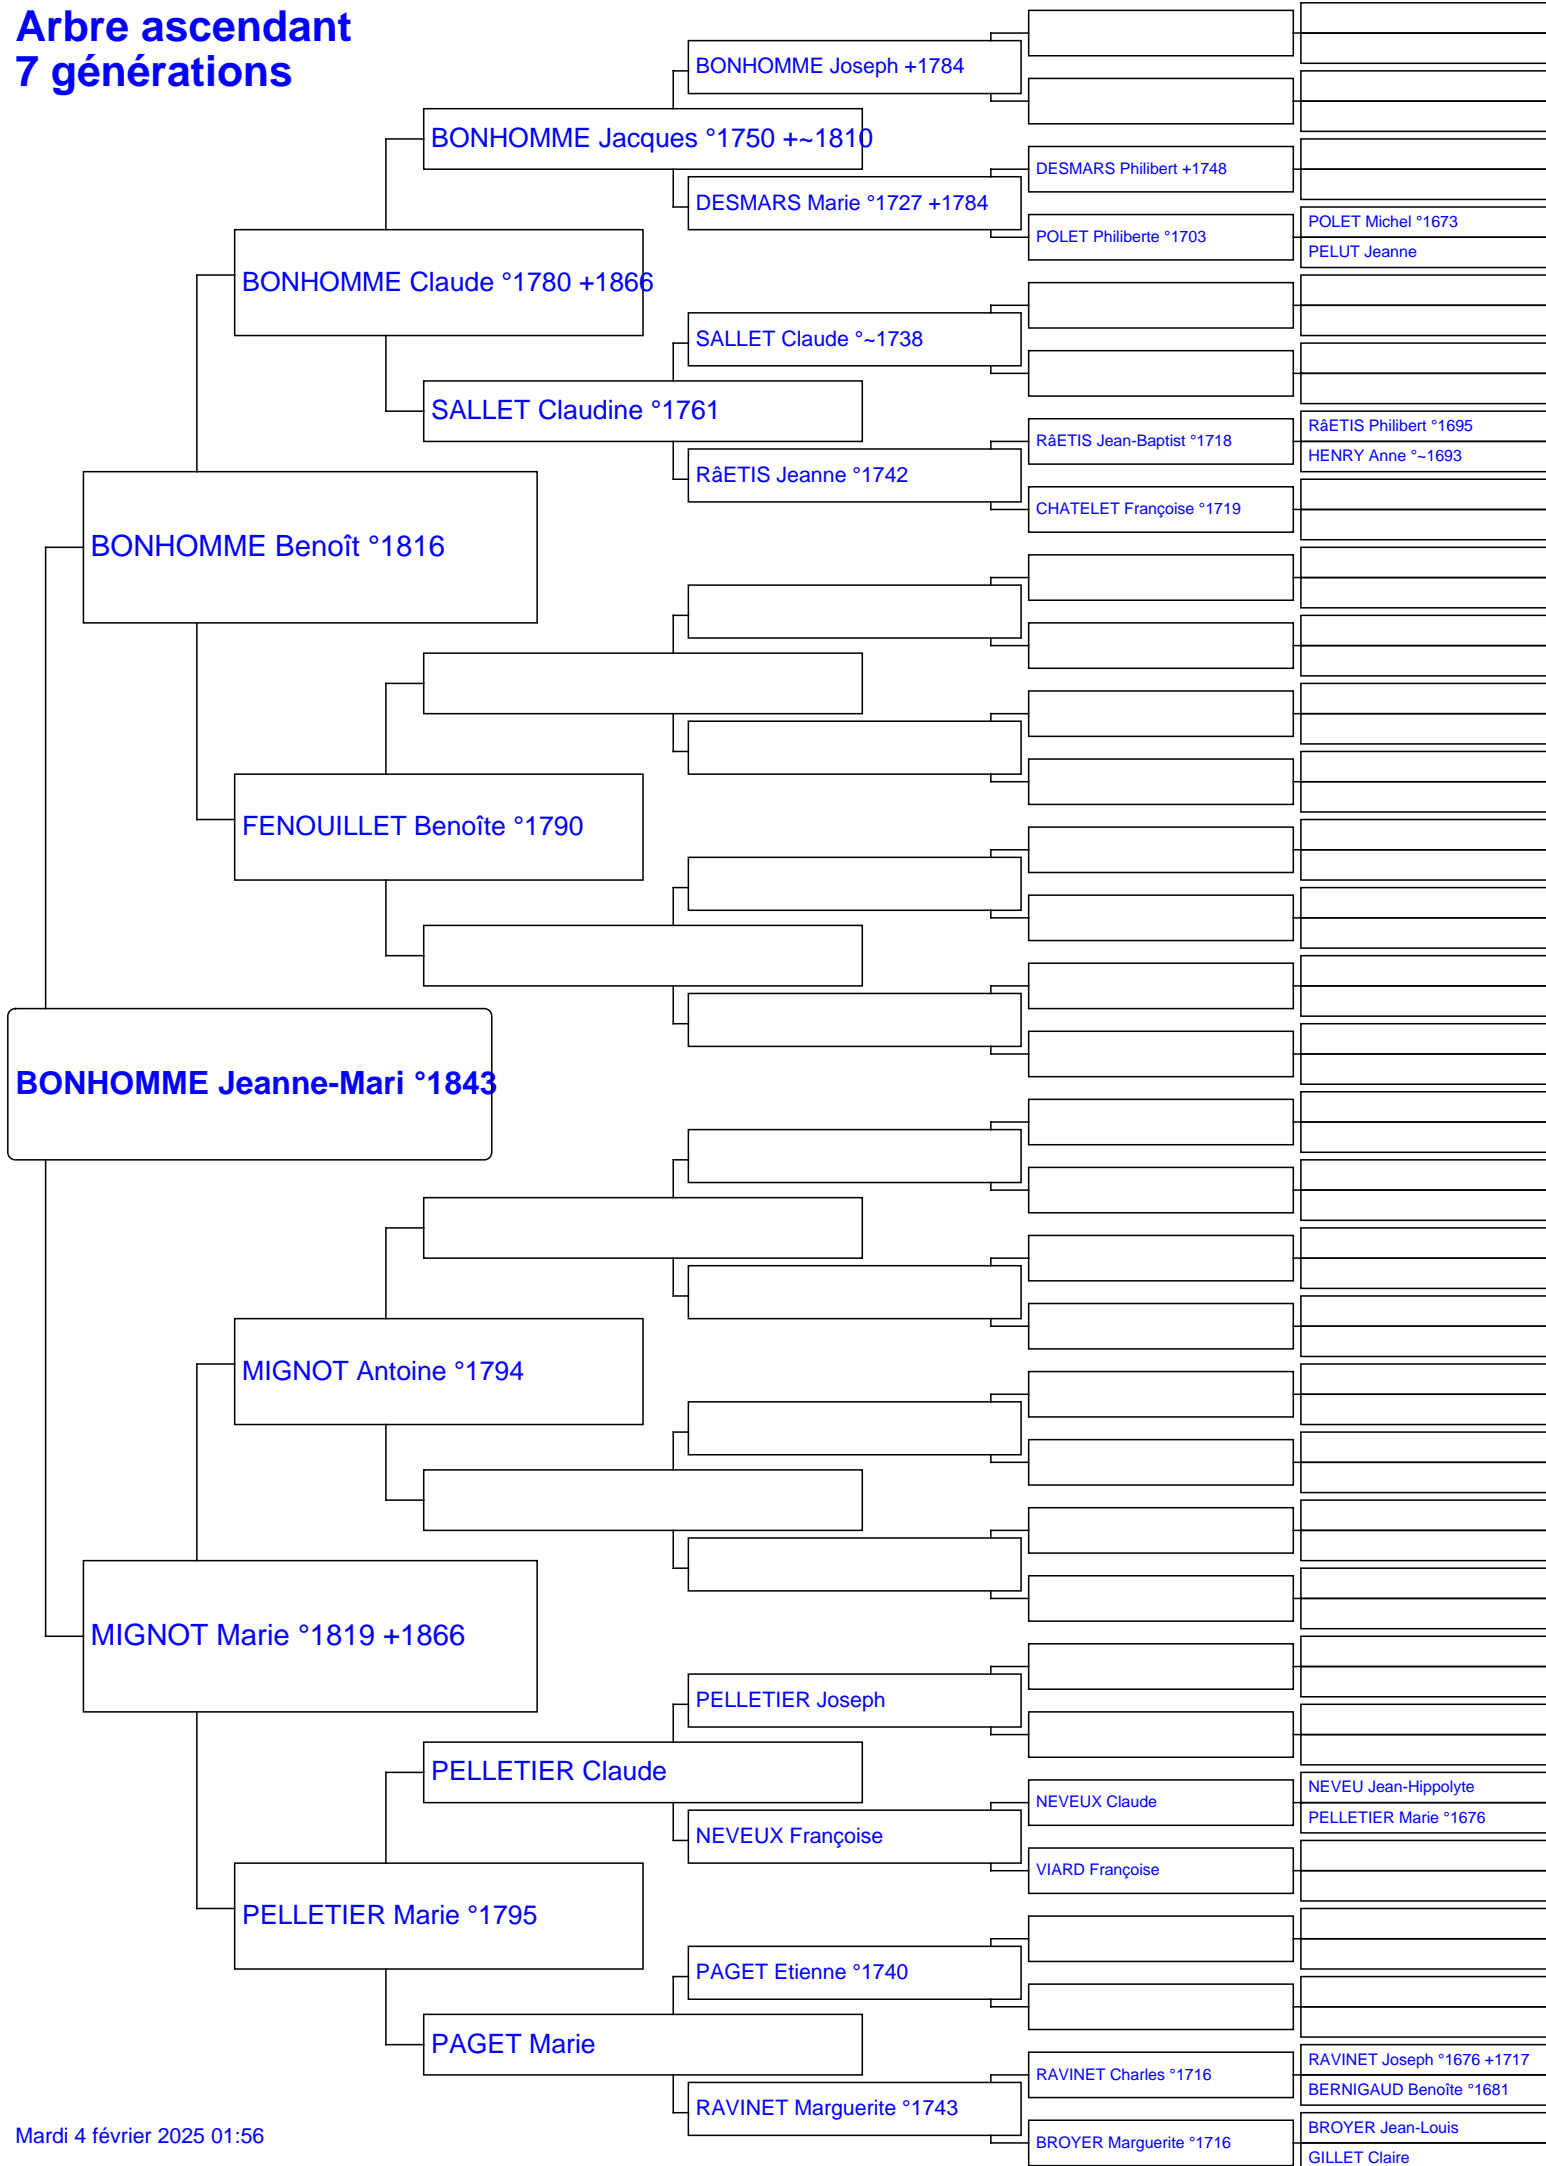 Arbre ascendant
7 générations
BONHOMME Joseph +1784
BONHOMME Jacques °1750 +~1810
DESMARS Philibert +1748
DESMARS Marie °1727 +1784
POLET Michel °1673
POLET Philiberte °1703
PELUT Jeanne
BONHOMME Claude °1780 +1866
SALLET Claude °~1738
SALLET Claudine °1761
RâETIS Philibert °1695
RâETIS Jean-Baptist °1718
HENRY Anne °~1693
RâETIS Jeanne °1742
CHATELET Françoise °1719
BONHOMME Benoît °1816
FENOUILLET Benoîte °1790
BONHOMME Jeanne-Mari °1843
MIGNOT Antoine °1794
MIGNOT Marie °1819 +1866
PELLETIER Joseph
PELLETIER Claude
NEVEU Jean-Hippolyte
NEVEUX Claude
PELLETIER Marie °1676
NEVEUX Françoise
VIARD Françoise
PELLETIER Marie °1795
PAGET Etienne °1740
PAGET Marie
RAVINET Joseph °1676 +1717
RAVINET Charles °1716
BERNIGAUD Benoîte °1681
RAVINET Marguerite °1743
BROYER Jean-Louis
BROYER Marguerite °1716
GILLET Claire
Mardi 4 février 2025 01:56